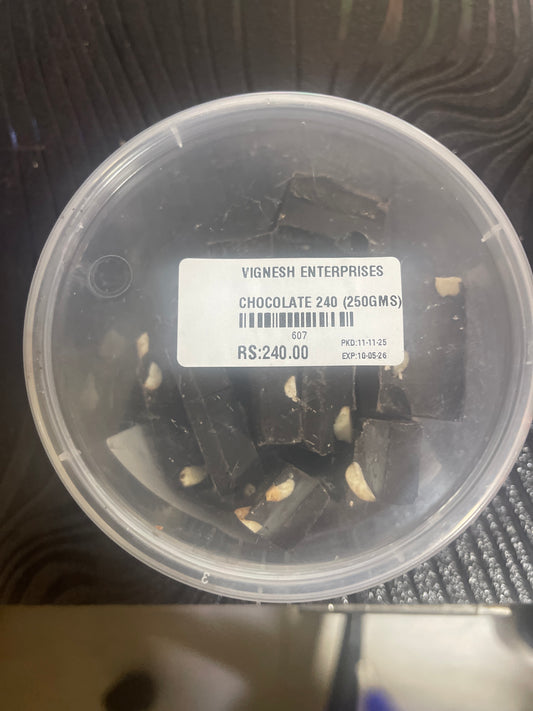 VIGNESH ENTERPRISES
CHOCOLATE 240 (250GMS)
607
RS:240.00
PKD:11-11-25
EXP:10-05-26